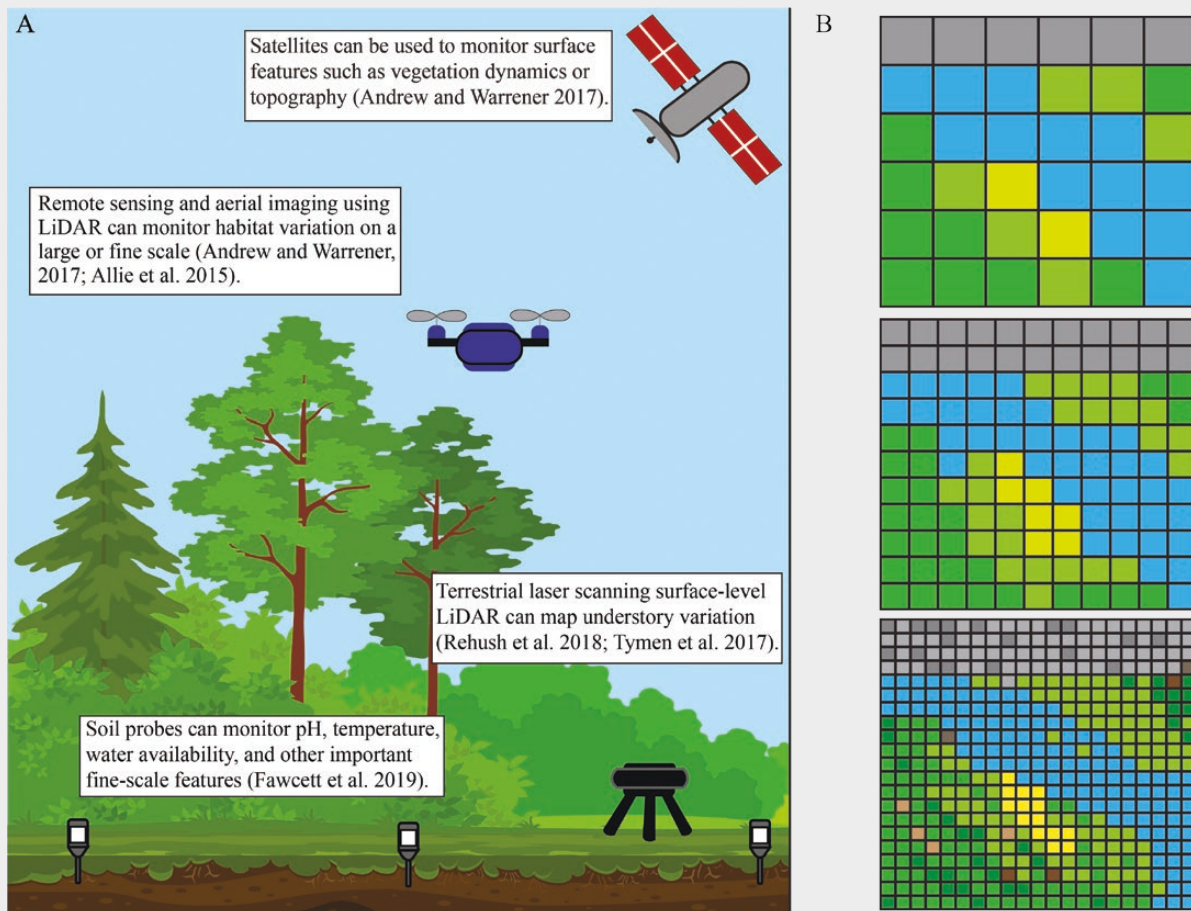 A
B
Satellites can be used to monitor surface
features such as vegetation dynamics or
topography (Andrew and Warrener 2017).
Remote sensing and aerial imaging using
LiDAR can monitor habitat variation on a
large or fine scale (Andrew and Warrener,
2017; Allie et al. 2015).
Terrestrial laser scanning surface-level
LiDAR can map understory variation
(Rehush et al. 2018; Tymen et al. 2017).
Soil probes can monitor pH, temperature,
water availability, and other important
fine-scale features (Fawcett et al. 2019).